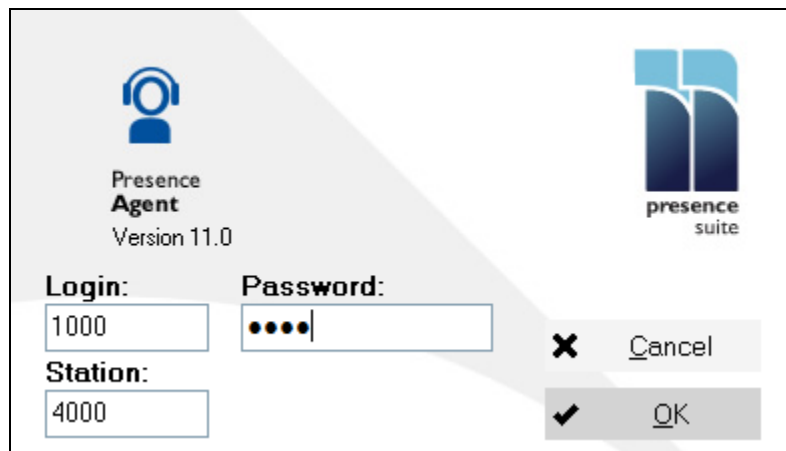 Presence
Agent
Version 11.0
presence
suite
Login:
Password:
1000
●●●●
Station:
4000
Cancel
OK